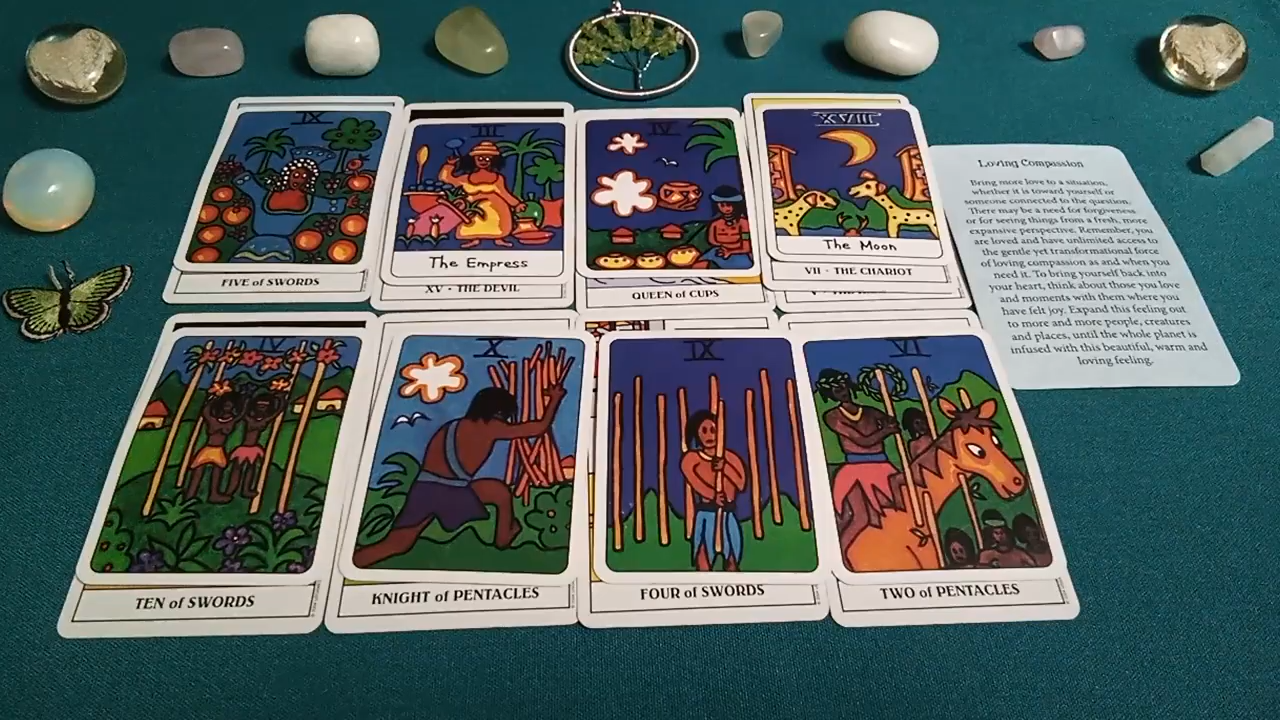 IX
FIVE of SWORDS
III
The Empress
XV • THE DEVIL
IV
QUEEN of CUPS
XVIII
The Moon
VII • THE CHARIOT
Loving Compassion
Bring more love to a situation,
whether it is toward yourself or
someone connected to the question.
There may be a need for forgiveness
or for seeing things from a fresh, more
expansive perspective. Remember, you
are loved and have unlimited access to
the gentle yet transformational force
of loving compassion as and when you
need it. To bring yourself back into
your heart, think about those you love
and moments with them where you
have felt joy. Expand this feeling out
to more and more people, creatures
and places, until the whole planet is
infused with this beautiful, warm and
loving feeling.
IV
TEN of SWORDS
X
KNIGHT of PENTACLES
IX
FOUR of SWORDS
VI
TWO of PENTACLES